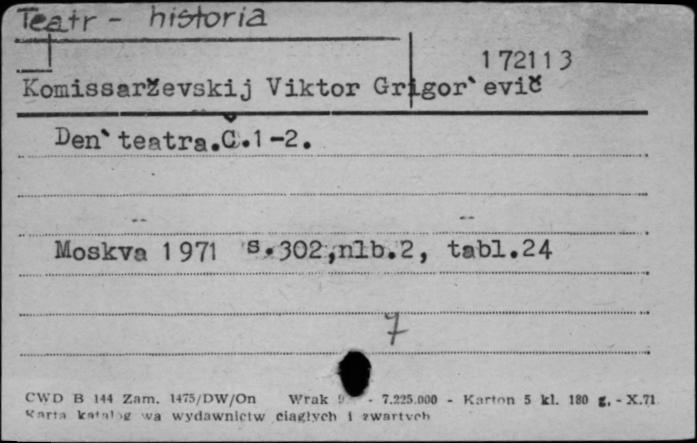 Teatr - historia
172113
Komissarževskij Viktor Grigor`evič
Den` teatra.Č.1-2.
Moskva 1971 s.302,nlb.2, tabl.24
7
CWD B 144 Zam. 1475/DW/On Wrak - 7.225.000 - Karton 5 kl. 180 g. - X.71
Karta katalogowa wydawnictw ciągłych i zwartych